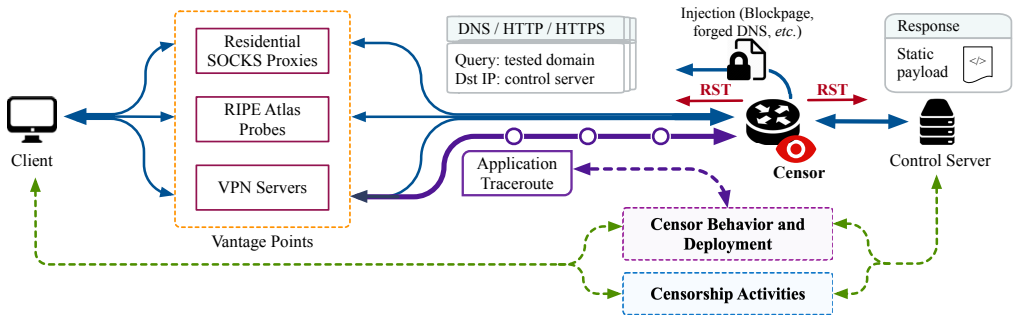 Client
Residential
SOCKS Proxies
RIPE Atlas
Probes
VPN Servers
Vantage Points
DNS / HTTP / HTTPS
Query: tested domain
Dst IP: control server
Application
Traceroute
Injection (Blockpage,
forged DNS, etc.)
RST
RST
Censor
Response
Static
payload
</>
Control Server
Censor Behavior and
Deployment
Censorship Activities